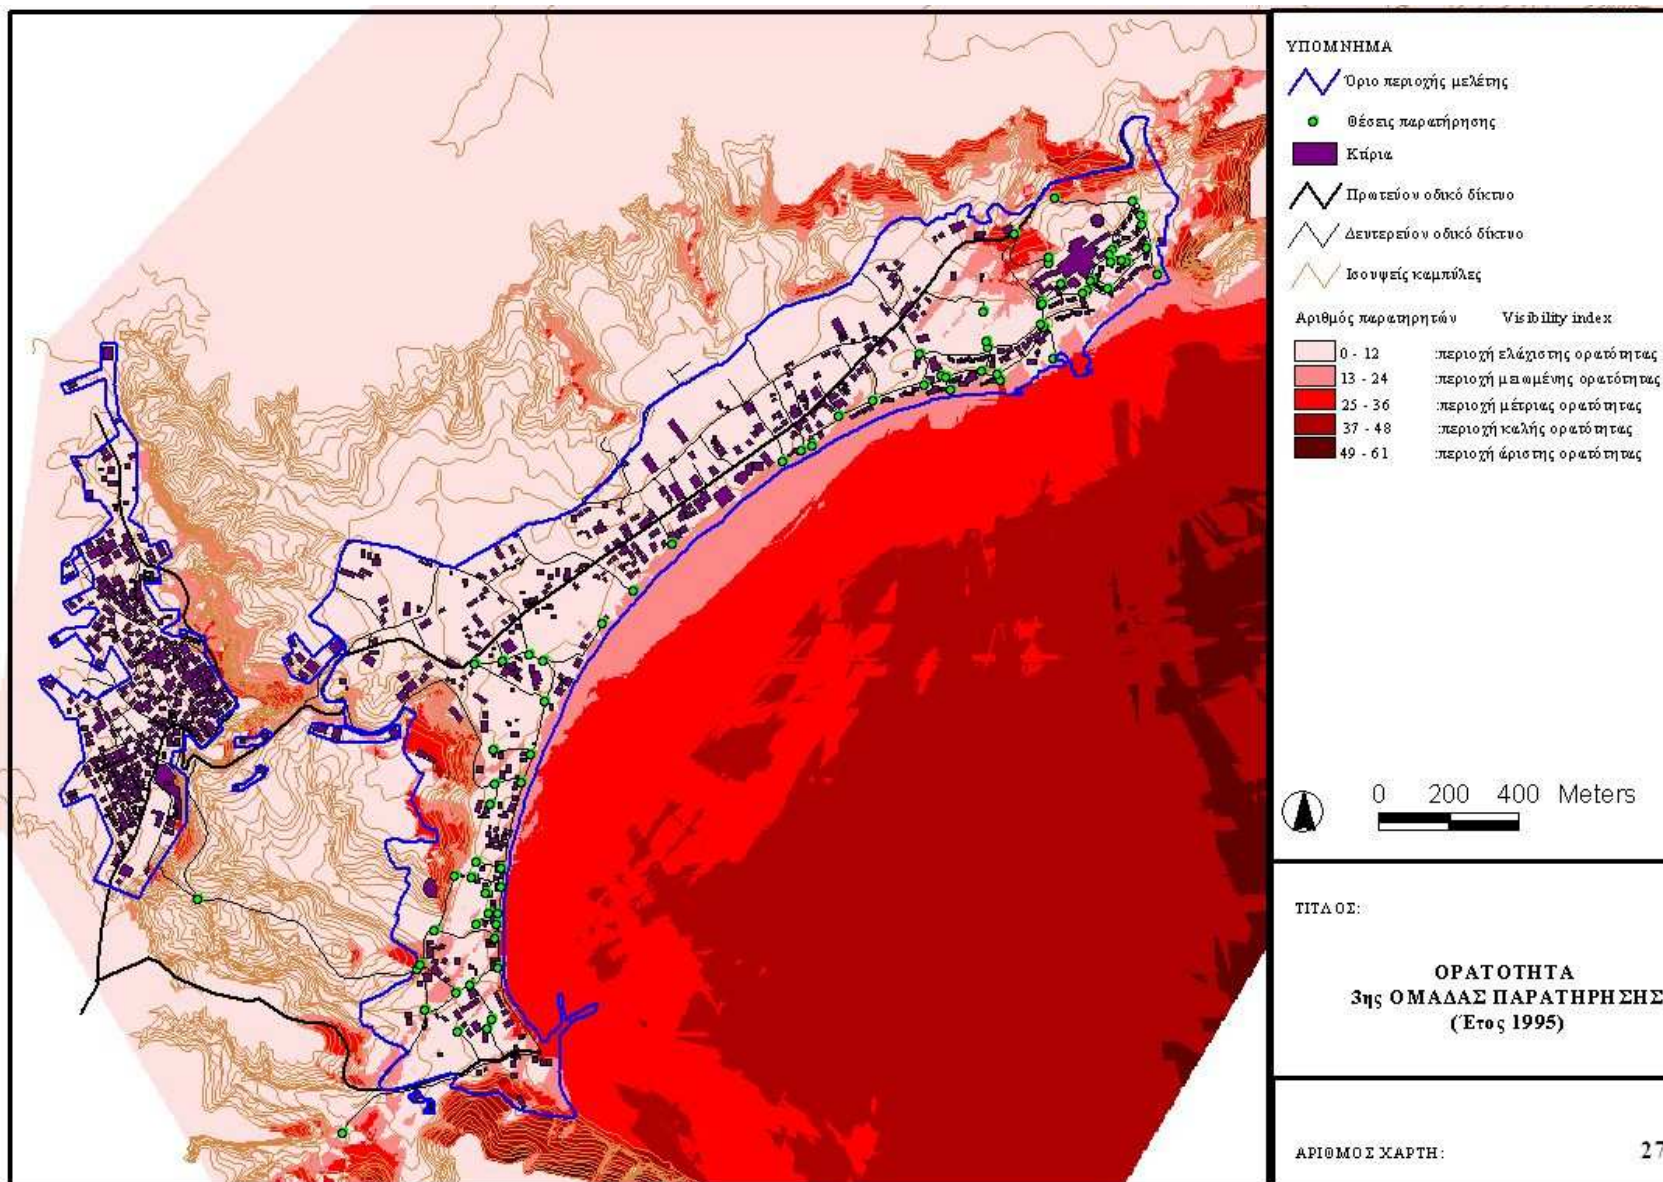 ΥΠΟΜΝΗΜΑ
Όριο περιοχής μελέτης
Θέσεις παρατήρησης
Κτίρια
Πρωτεύον οδικό δίκτυο
Δευτερεύον οδικό δίκτυο
Ισουψείς καμπύλες
Αριθμός παρατηρητών Visibility index
0 - 12 :περιοχή ελάχιστης ορατότητας
13 - 24 :περιοχή μειωμένης ορατότητας
25 - 36 :περιοχή μέτριας ορατότητας
37 - 48 :περιοχή καλής ορατότητας
49 - 61 :περιοχή άριστης ορατότητας
0 200 400 Meters
ΤΙΤΛΟΣ:
ΟΡΑΤΟΤΗΤΑ
3ης ΟΜΑΔΑΣ ΠΑΡΑΤΗΡΗΣΗΣ
(Έτος 1995)
ΑΡΙΘΜΟΣ ΧΑΡΤΗ: 27